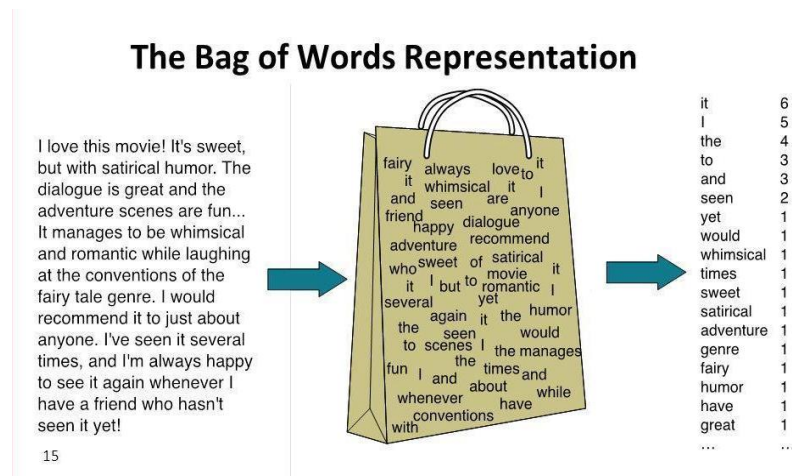 The Bag of Words Representation
I love this movie! It's sweet,
but with satirical humor. The
dialogue is great and the
adventure scenes are fun...
It manages to be whimsical
and romantic while laughing
at the conventions of the
fairy tale genre. I would
recommend it to just about
anyone. I've seen it several
times, and I'm always happy
to see it again whenever I
have a friend who hasn't
seen it yet!
15
fairy always love to it
it whimsical it I
and seen are anyone
friend happy dialogue
adventure recommend
who sweet of satirical
it I but to movie it
romantic I
several yet
again it the humor
the seen would
to scenes I the manages
fun I and the times and
whenever about while
have
conventions
with
it 6
I 5
the 4
to 3
and 3
seen 2
yet 1
would 1
whimsical 1
times 1
sweet 1
satirical 1
adventure 1
genre 1
fairy 1
humor 1
have 1
great 1
... ...